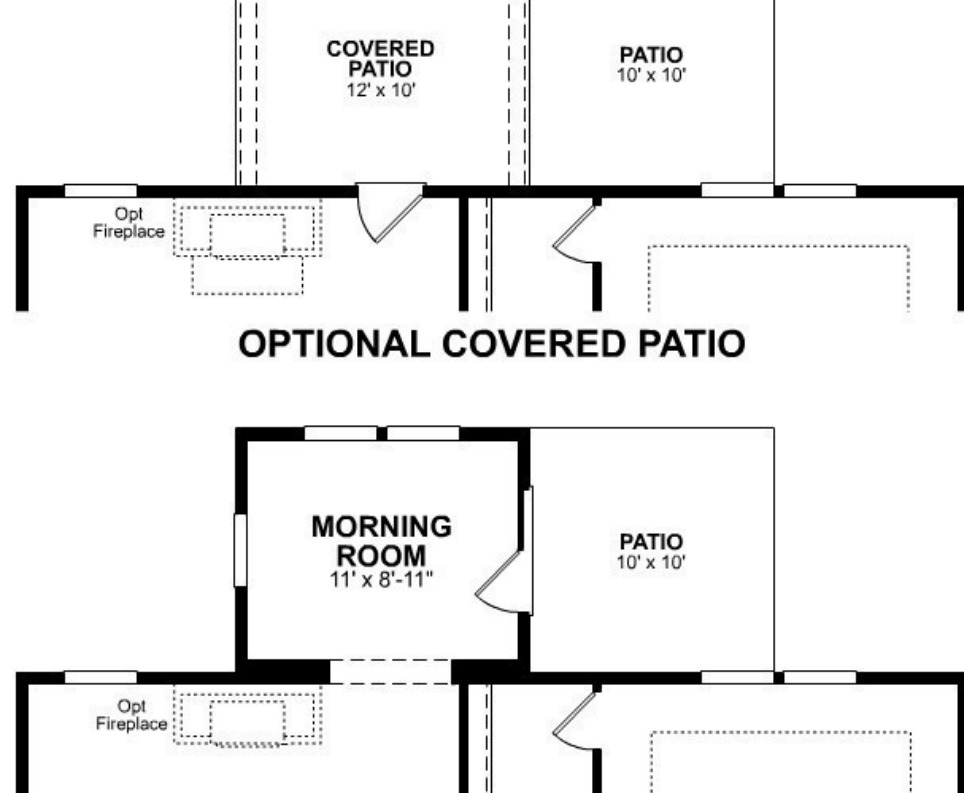 COVERED
PATIO
12' x 10'
PATIO
10' x 10'
Opt
Fireplace
OPTIONAL COVERED PATIO
MORNING
ROOM
11' x 8'-11"
PATIO
10' x 10'
Opt
Fireplace